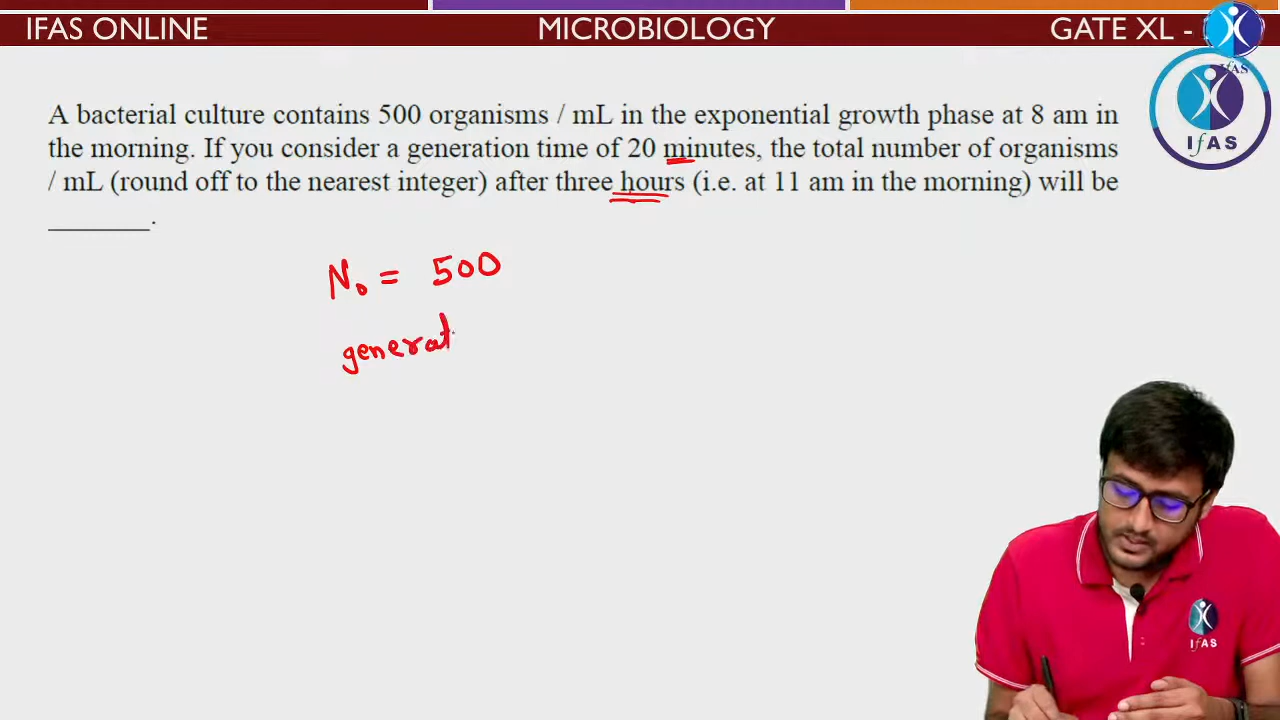 IFAS ONLINE MICROBIOLOGY GATE XL -
A bacterial culture contains 500 organisms / mL in the exponential growth phase at 8 am in
the morning. If you consider a generation time of 20 minutes, the total number of organisms
/ mL (round off to the nearest integer) after three hours (i.e. at 11 am in the morning) will be
________.
N₀ = 500
generat
IfAS
IfAS
IfAS